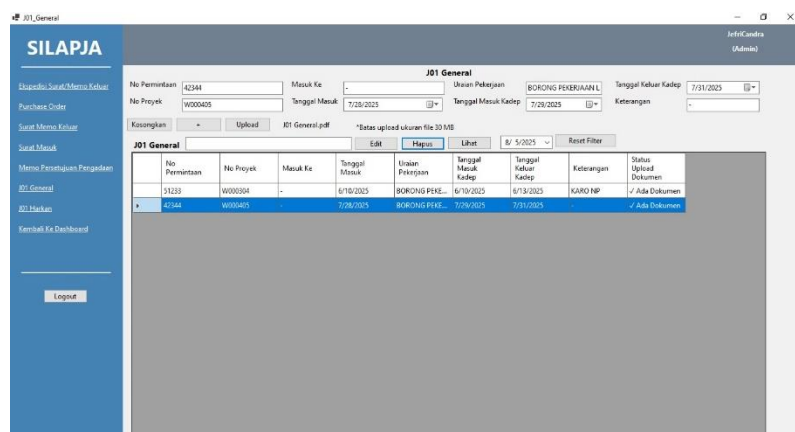 J01_General
SILAPJA
JefriCandra
(Admin)
Ekspedisi Surat/Memo Keluar
Purchase Order
Surat Memo Keluar
Surat Masuk
Memo Persetujuan Pengadaan
J01 General
J01 Harkan
Kembali Ke Dashboard
Logout
J01 General
No Permintaan 42344 Masuk Ke - Uraian Pekerjaan BORONG PEKERJAAN L Tanggal Keluar Kadep 7/31/2025
No Proyek W000405 Tanggal Masuk 7/28/2025 Tanggal Masuk Kadep 7/29/2025 Keterangan -
Kosongkan + Upload J01 General.pdf *Batas upload ukuran file 30 MB
J01 General Edit Hapus Lihat 8/ 5/2025 Reset Filter
No Permintaan No Proyek Masuk Ke Tanggal Masuk Uraian Pekerjaan Tanggal Masuk Kadep Tanggal Keluar Kadep Keterangan Status Upload Dokumen
51233 W000304 - 6/10/2025 BORONG PEKE... 6/10/2025 6/13/2025 KARO NP ✓ Ada Dokumen
42344 W000405 - 7/28/2025 BORONG PEKE... 7/29/2025 7/31/2025 - ✓ Ada Dokumen